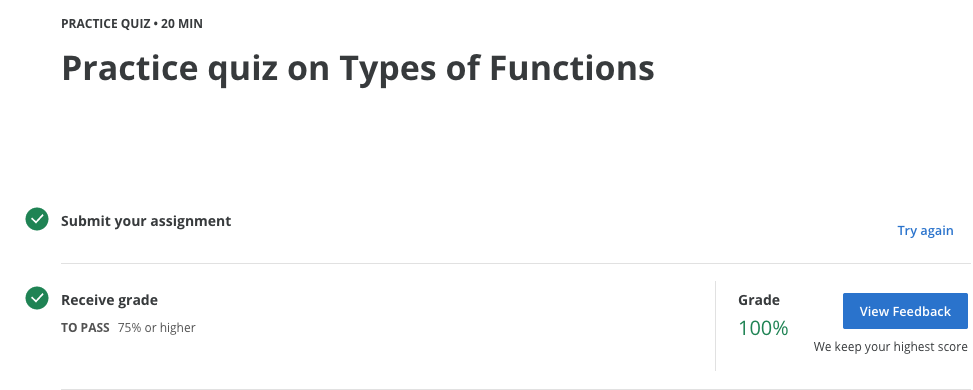 PRACTICE QUIZ • 20 MIN
Practice quiz on Types of Functions
Submit your assignment
Try again
Receive grade
TO PASS 75% or higher
Grade
100%
View Feedback
We keep your highest score